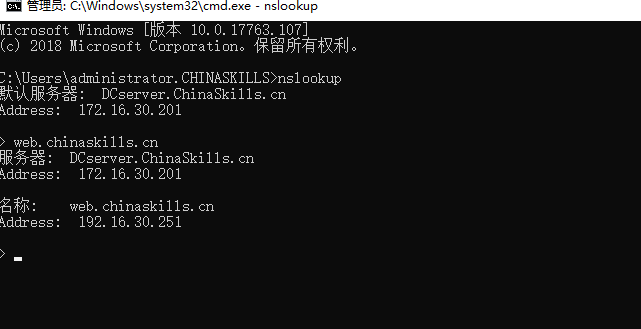 管理员: C:\Windows\system32\cmd.exe - nslookup
Microsoft Windows [版本 10.0.17763.107]
(c) 2018 Microsoft Corporation。保留所有权利。
C:\Users\administrator.CHINASKILLS>nslookup
默认服务器:  DCserver.ChinaSkills.cn
Address:  172.16.30.201
> web.chinaskills.cn
服务器:  DCserver.ChinaSkills.cn
Address:  172.16.30.201
名称:    web.chinaskills.cn
Address:  192.16.30.251
>